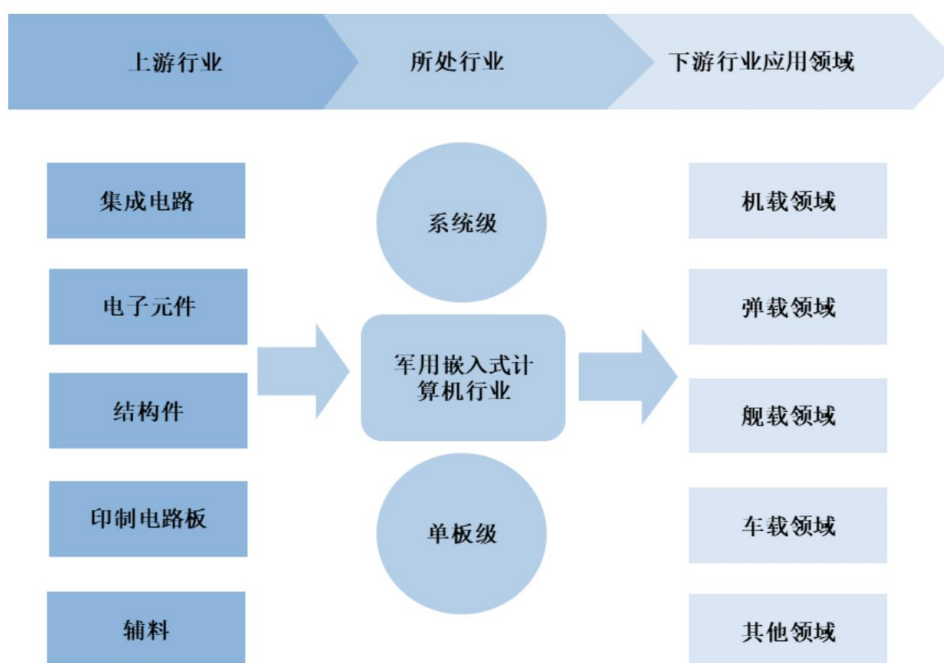 上游行业
所处行业
下游行业应用领域
集成电路
电子元件
结构件
印制电路板
辅料
系统级
军用嵌入式计
算机行业
单板级
机载领域
弹载领域
舰载领域
车载领域
其他领域